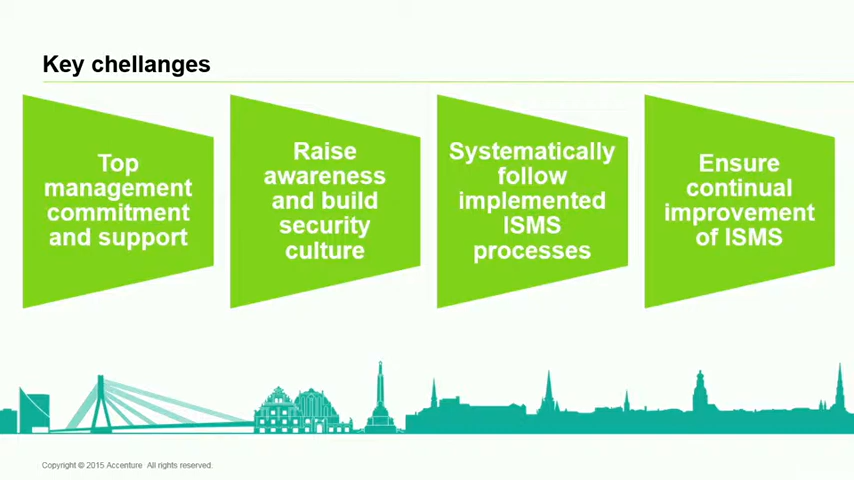 Key chellanges
Top
management
commitment
and support
Raise
awareness
and build
security
culture
Systematically
follow
implemented
ISMS
processes
Ensure
continual
improvement
of ISMS
Copyright © 2015 Accenture All rights reserved.